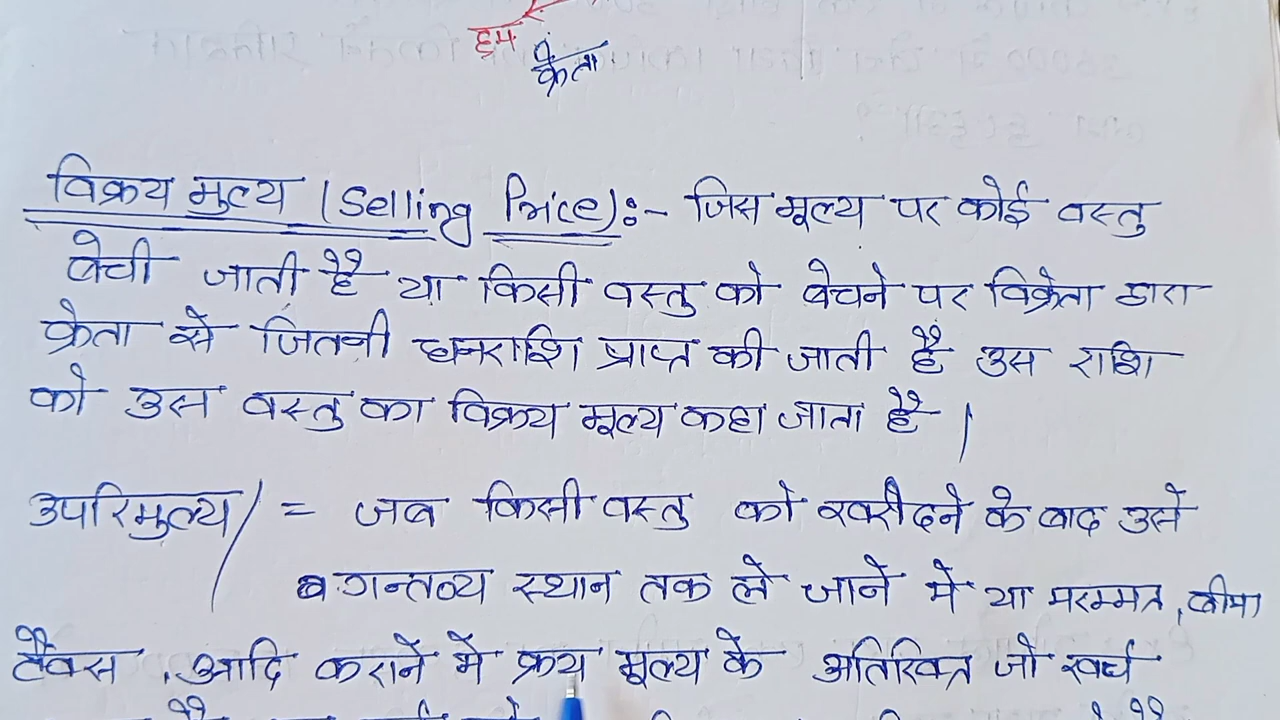 हम
क्रेता
विक्रय मुल्य (Selling Price):- जिस मूल्य पर कोई वस्तु
बेची जाती है या किसी वस्तु को बेचने पर विक्रेता द्वारा
क्रेता से जितनी धनराशि प्राप्त की जाती है उस राशि
को उस वस्तु का विक्रय मूल्य कहा जाता है |
उपरिमुल्य/ = जब किसी वस्तु को खरीदने के बाद उसे
गन्तव्य स्थान तक ले जाने में या मरम्मत, बीमा
टैक्स, आदि कराने में क्रय मूल्य के अतिरिक्त जो खर्च